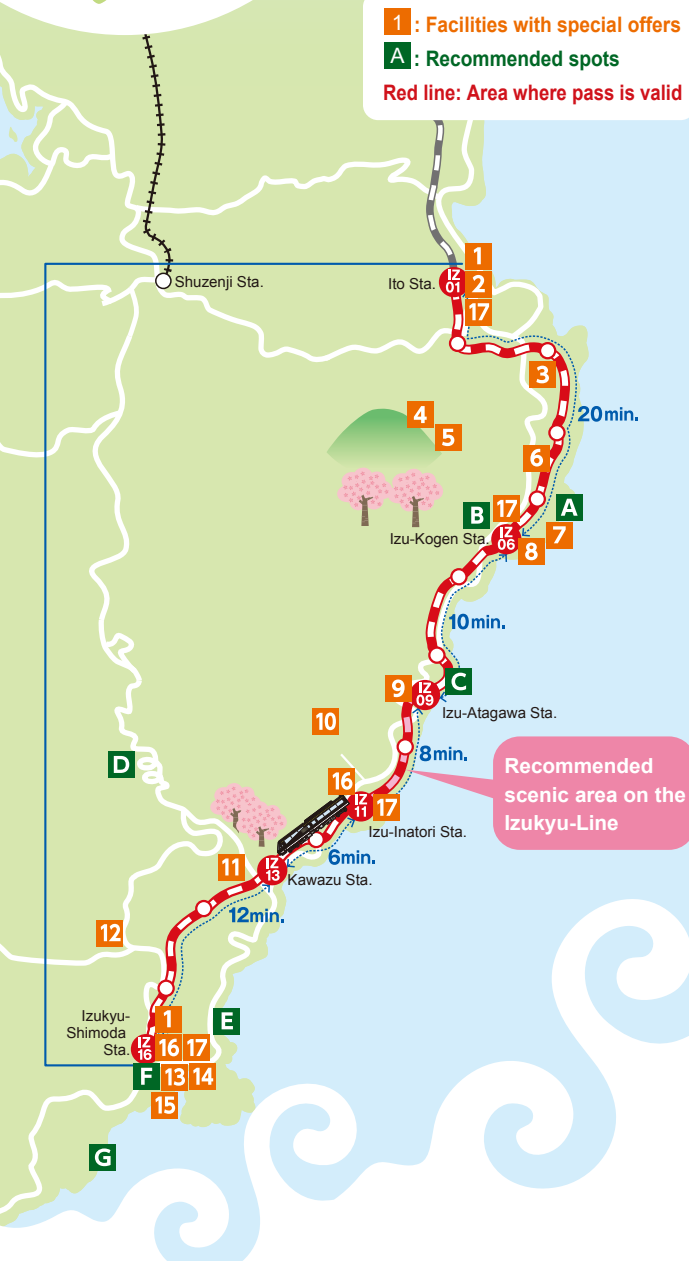 1 : Facilities with special offers
A : Recommended spots
Red line: Area where pass is valid
1
Shuzenji Sta.
Ito Sta.
IZ
01
2
17
3
4
5
20min.
6
B
17
A
Izu-Kogen Sta.
IZ
06
8
7
10min.
9
IZ
09
C
Izu-Atagawa Sta.
10
8min.
D
16
IZ
11
17
Izu-Inatori Sta.
Recommended
scenic area on the
Izukyu-Line
6min.
11
IZ
13
Kawazu Sta.
12min.
12
Izukyu-
Shimoda
Sta.
IZ
16
1
16
17
E
F
13
14
15
G